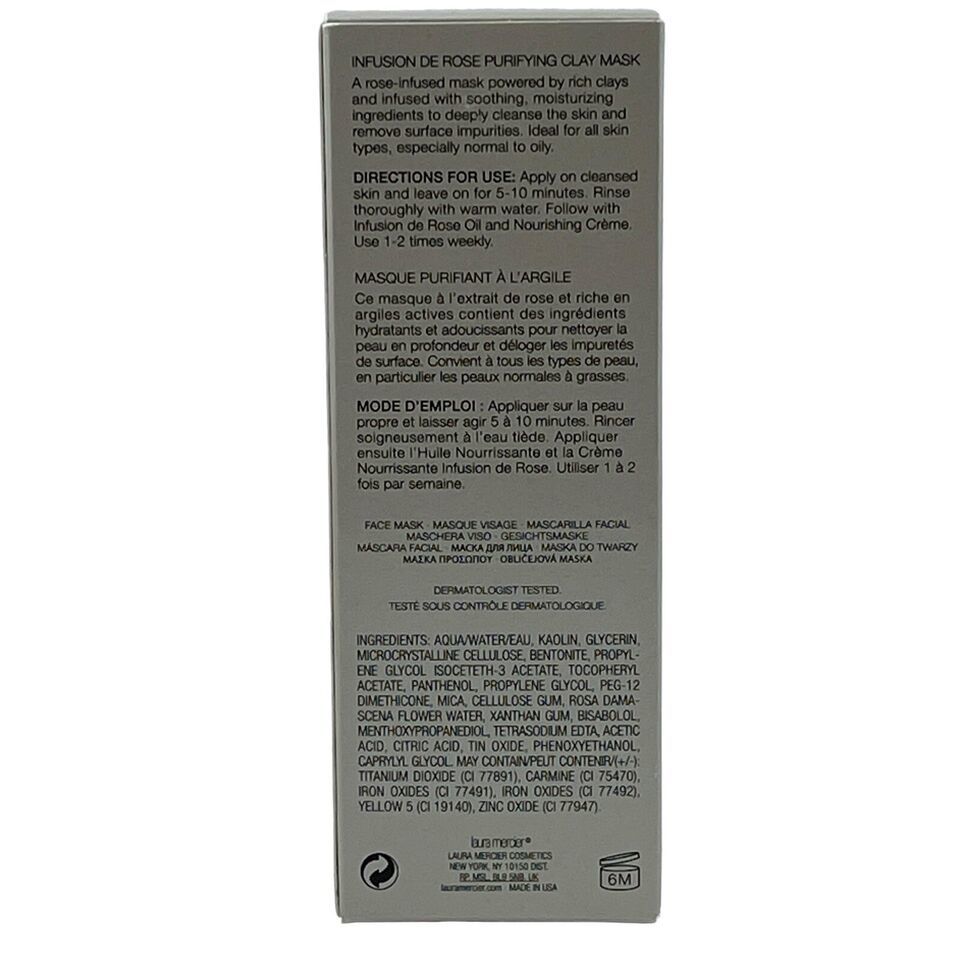 INFUSION DE ROSE PURIFYING CLAY MASK
A rose-infused mask powered by rich clays
and infused with soothing, moisturizing
ingredients to deeply cleanse the skin and
remove surface impurities. Ideal for all skin
types, especially normal to oily.
DIRECTIONS FOR USE: Apply on cleansed
skin and leave on for 5-10 minutes. Rinse
thoroughly with warm water. Follow with
Infusion de Rose Oil and Nourishing Crème.
Use 1-2 times weekly.
MASQUE PURIFIANT À L'ARGILE
Ce masque à l'extrait de rose et riche en
argiles actives contient des ingrédients
hydratants et adoucissants pour nettoyer la
peau en profondeur et déloger les impuretés
de surface. Convient à tous les types de peau,
en particulier les peaux normales à grasses.
MODE D'EMPLOI : Appliquer sur la peau
propre et laisser agir 5 à 10 minutes. Rincer
soigneusement à l'eau tiède. Appliquer
ensuite l'Huile Nourrissante et la Crème
Nourrissante Infusion de Rose. Utiliser 1 à 2
fois par semaine.
FACE MASK · MASQUE VISAGE · MASCARILLA FACIAL
MASCHERA VISO · GESICHTSMASKE
MÁSCARA FACIAL · МАСКА ДЛЯ ЛИЦА · MASKA DO TWARZY
ΜΑΣΚΑ ΠΡΟΣΩΠΟΥ · OBLIČEJOVÁ MASKA
DERMATOLOGIST TESTED.
TESTÉ SOUS CONTRÔLE DERMATOLOGIQUE.
INGREDIENTS: AQUA/WATER/EAU, KAOLIN, GLYCERIN,
MICROCRYSTALLINE CELLULOSE, BENTONITE, PROPYL-
ENE GLYCOL ISOCETETH-3 ACETATE, TOCOPHERYL
ACETATE, PANTHENOL, PROPYLENE GLYCOL, PEG-12
DIMETHICONE, MICA, CELLULOSE GUM, ROSA DAMA-
SCENA FLOWER WATER, XANTHAN GUM, BISABOLOL,
MENTHOXYPROPANEDIOL, TETRASODIUM EDTA, ACETIC
ACID, CITRIC ACID, TIN OXIDE, PHENOXYETHANOL,
CAPRYLYL GLYCOL. MAY CONTAIN/PEUT CONTENIR/(+/-):
TITANIUM DIOXIDE (CI 77891), CARMINE (CI 75470),
IRON OXIDES (CI 77491), IRON OXIDES (CI 77492),
YELLOW 5 (CI 19140), ZINC OXIDE (CI 77947).
laura mercier®
LAURA MERCIER COSMETICS
NEW YORK, NY 10150 DIST.
RP. MSL, BL9 5NB, UK
lauramercier.com · MADE IN USA
6M